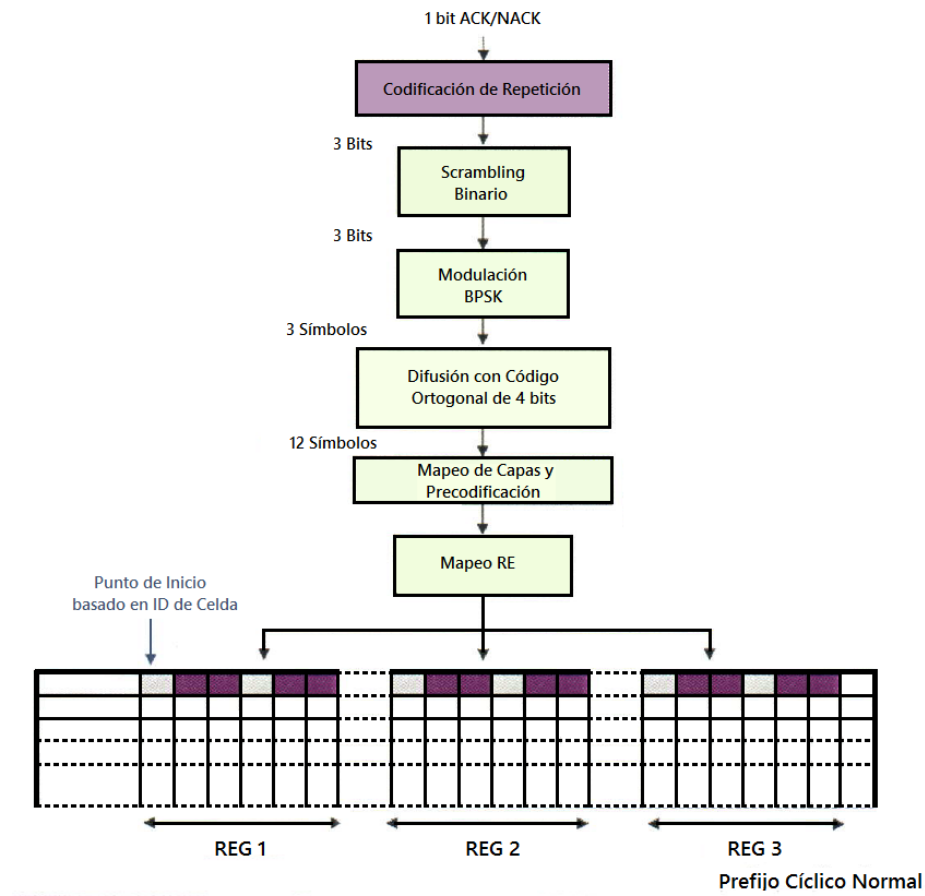 1 bit ACK/NACK
Codificación de Repetición
3 Bits
Scrambling
Binario
3 Bits
Modulación
BPSK
3 Símbolos
Difusión con Código
Ortogonal de 4 bits
12 Símbolos
Mapeo de Capas y
Precodificación
Mapeo RE
Punto de Inicio
basado en ID de Celda
REG 1
REG 2
REG 3
Prefijo Cíclico Normal